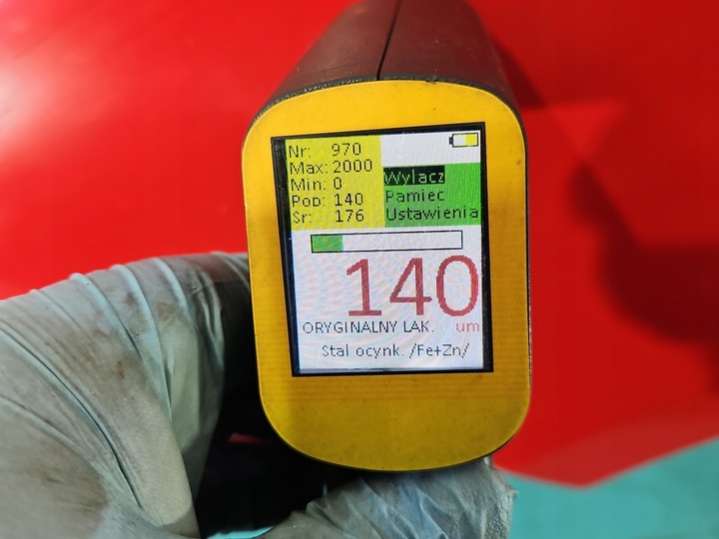 Nr: 970
Max: 2000
Min: 0
Pop: 140
Sr: 176
Wylacz
Pamiec
Ustawienia
140
um
ORYGINALNY LAK.
Stal ocynk. /Fe+Zn/